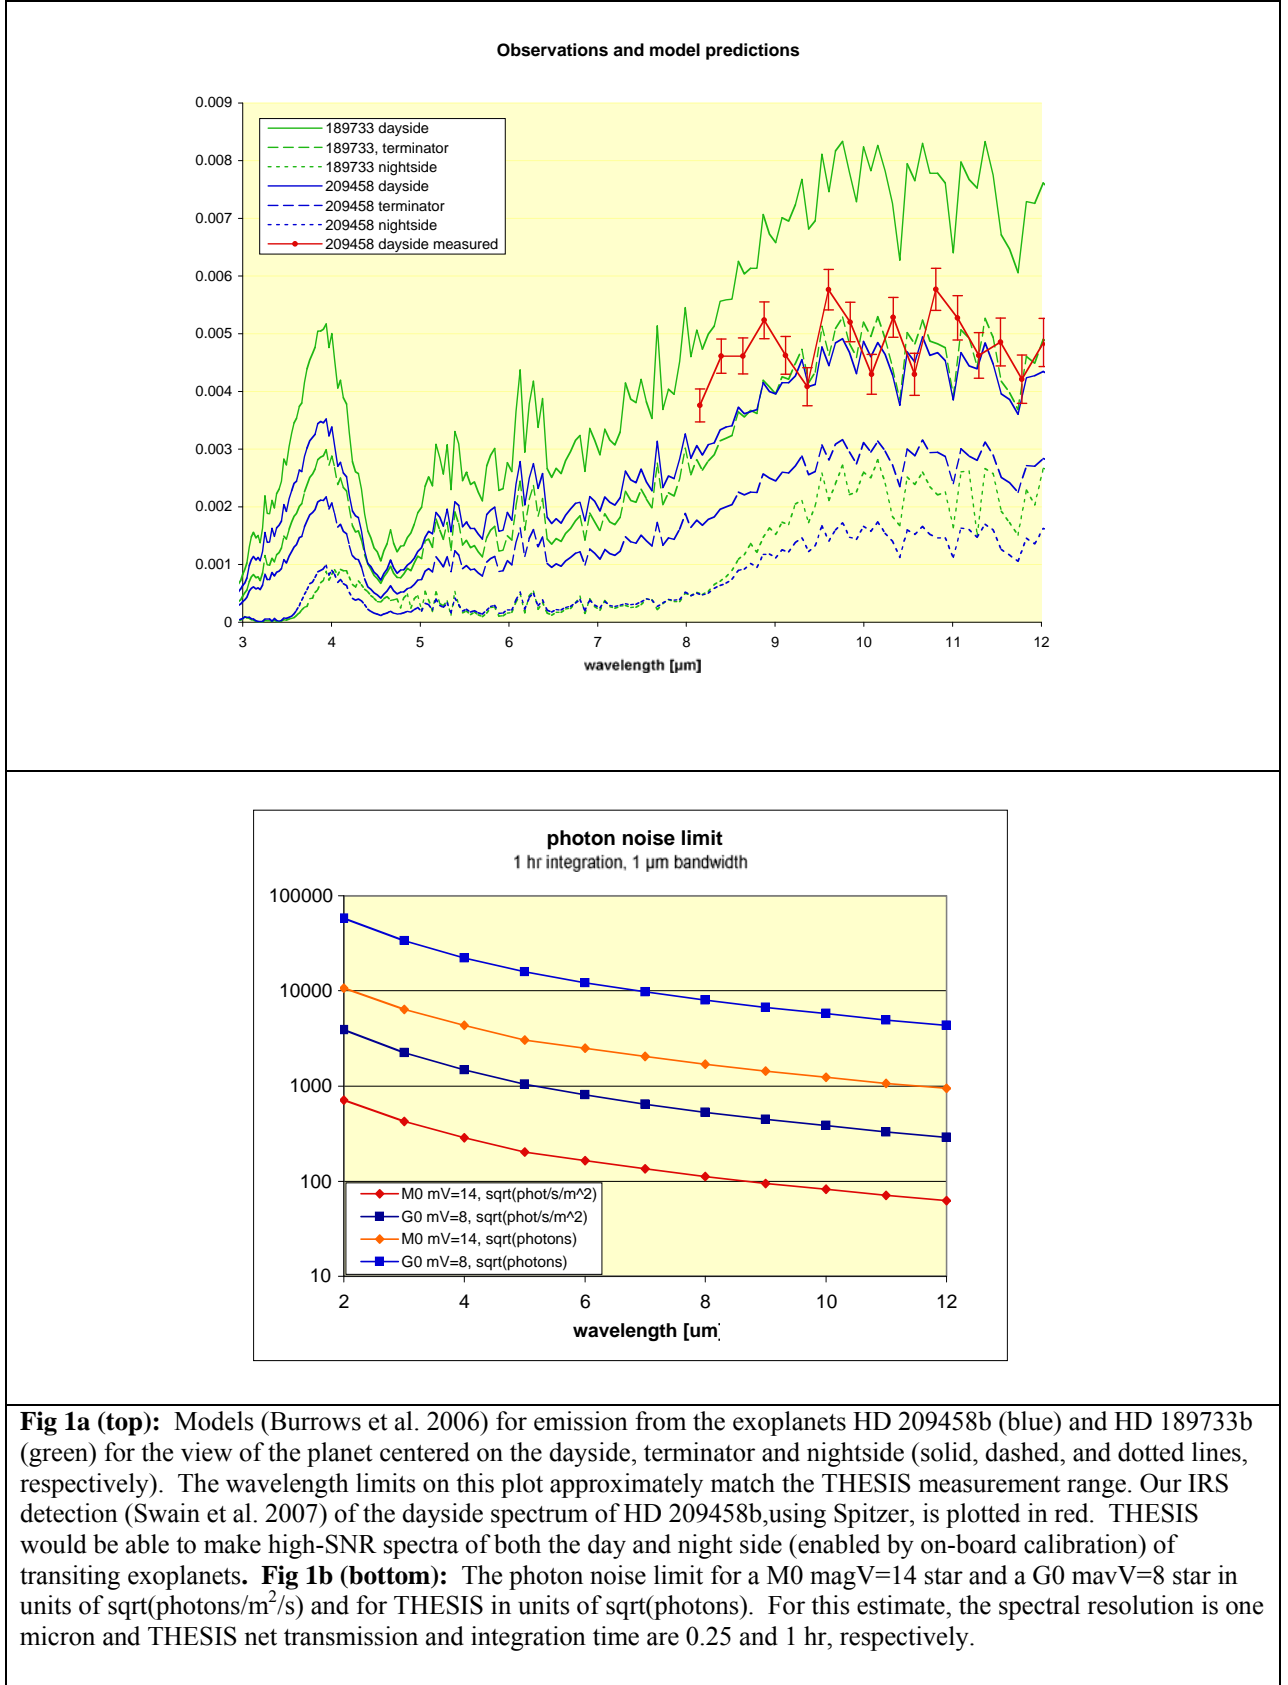 Observations and model predictions
0.009
0.008
0.007
0.006
0.005
0.004
0.003
0.002
0.001
0
189733 dayside
189733, terminator
189733 nightside
209458 dayside
209458 terminator
209458 nightside
209458 dayside measured
3 4 5 6 7 8 9 10 11 12
wavelength [µm]
photon noise limit
1 hr integration, 1 µm bandwidth
100000
10000
1000
100
10
M0 mV=14, sqrt(phot/s/m^2)
G0 mV=8, sqrt(phot/s/m^2)
M0 mV=14, sqrt(photons)
G0 mV=8, sqrt(photons)
2 4 6 8 10 12
wavelength [um]
Fig 1a (top): Models (Burrows et al. 2006) for emission from the exoplanets HD 209458b (blue) and HD 189733b
(green) for the view of the planet centered on the dayside, terminator and nightside (solid, dashed, and dotted lines,
respectively). The wavelength limits on this plot approximately match the THESIS measurement range. Our IRS
detection (Swain et al. 2007) of the dayside spectrum of HD 209458b,using Spitzer, is plotted in red. THESIS
would be able to make high-SNR spectra of both the day and night side (enabled by on-board calibration) of
transiting exoplanets. Fig 1b (bottom): The photon noise limit for a M0 magV=14 star and a G0 mavV=8 star in
units of sqrt(photons/m²/s) and for THESIS in units of sqrt(photons). For this estimate, the spectral resolution is one
micron and THESIS net transmission and integration time are 0.25 and 1 hr, respectively.